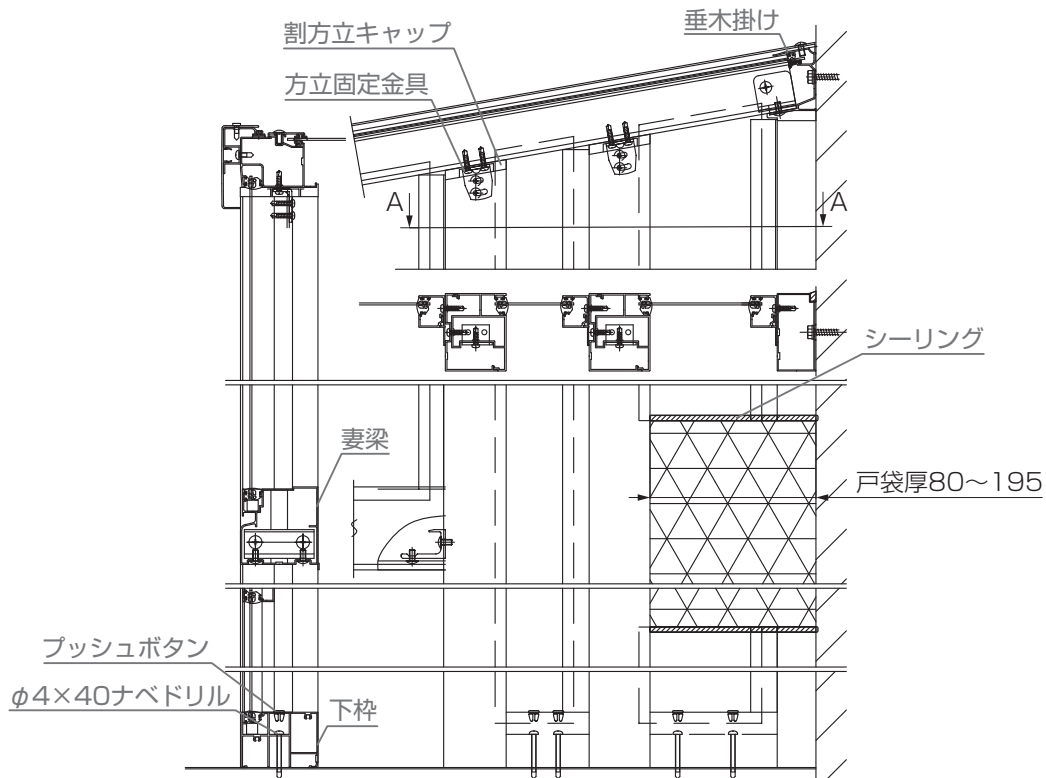 割方立キャップ
垂木掛け
方立固定金具
A
A
シーリング
妻梁
戸袋厚80～195
プッシュボタン
φ4×40ナベドリル
下枠